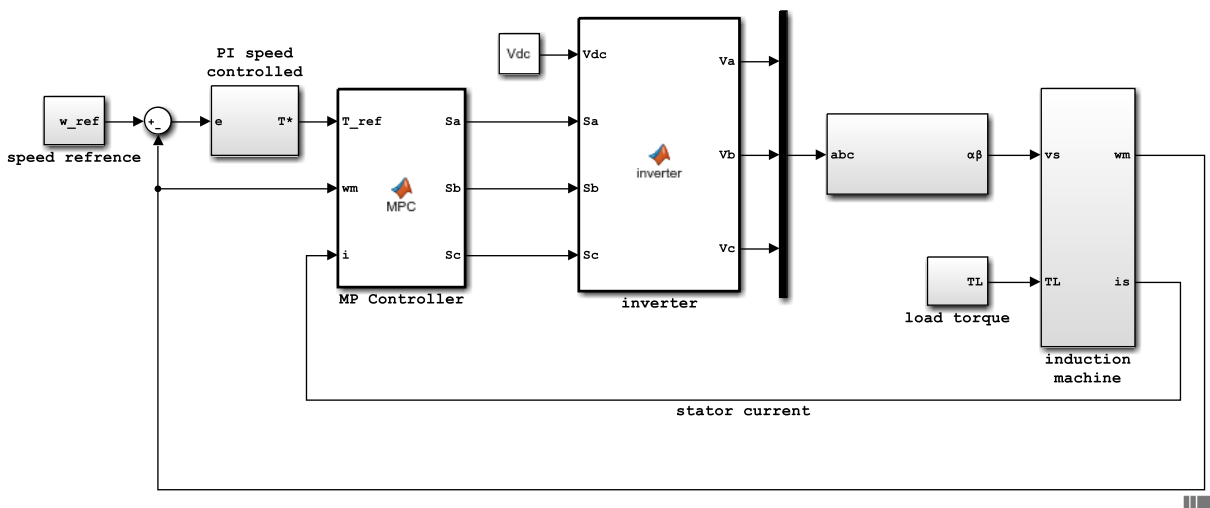 PI speed
controlled
w_ref
speed refrence
+
-
e
T*
T_ref
wm
i
MPC
Sa
Sb
Sc
MP Controller
Vdc
Vdc
Sa
Sb
Sc
inverter
Va
Vb
Vc
inverter
abc
αβ
TL
load torque
vs
TL
wm
is
induction
machine
stator current